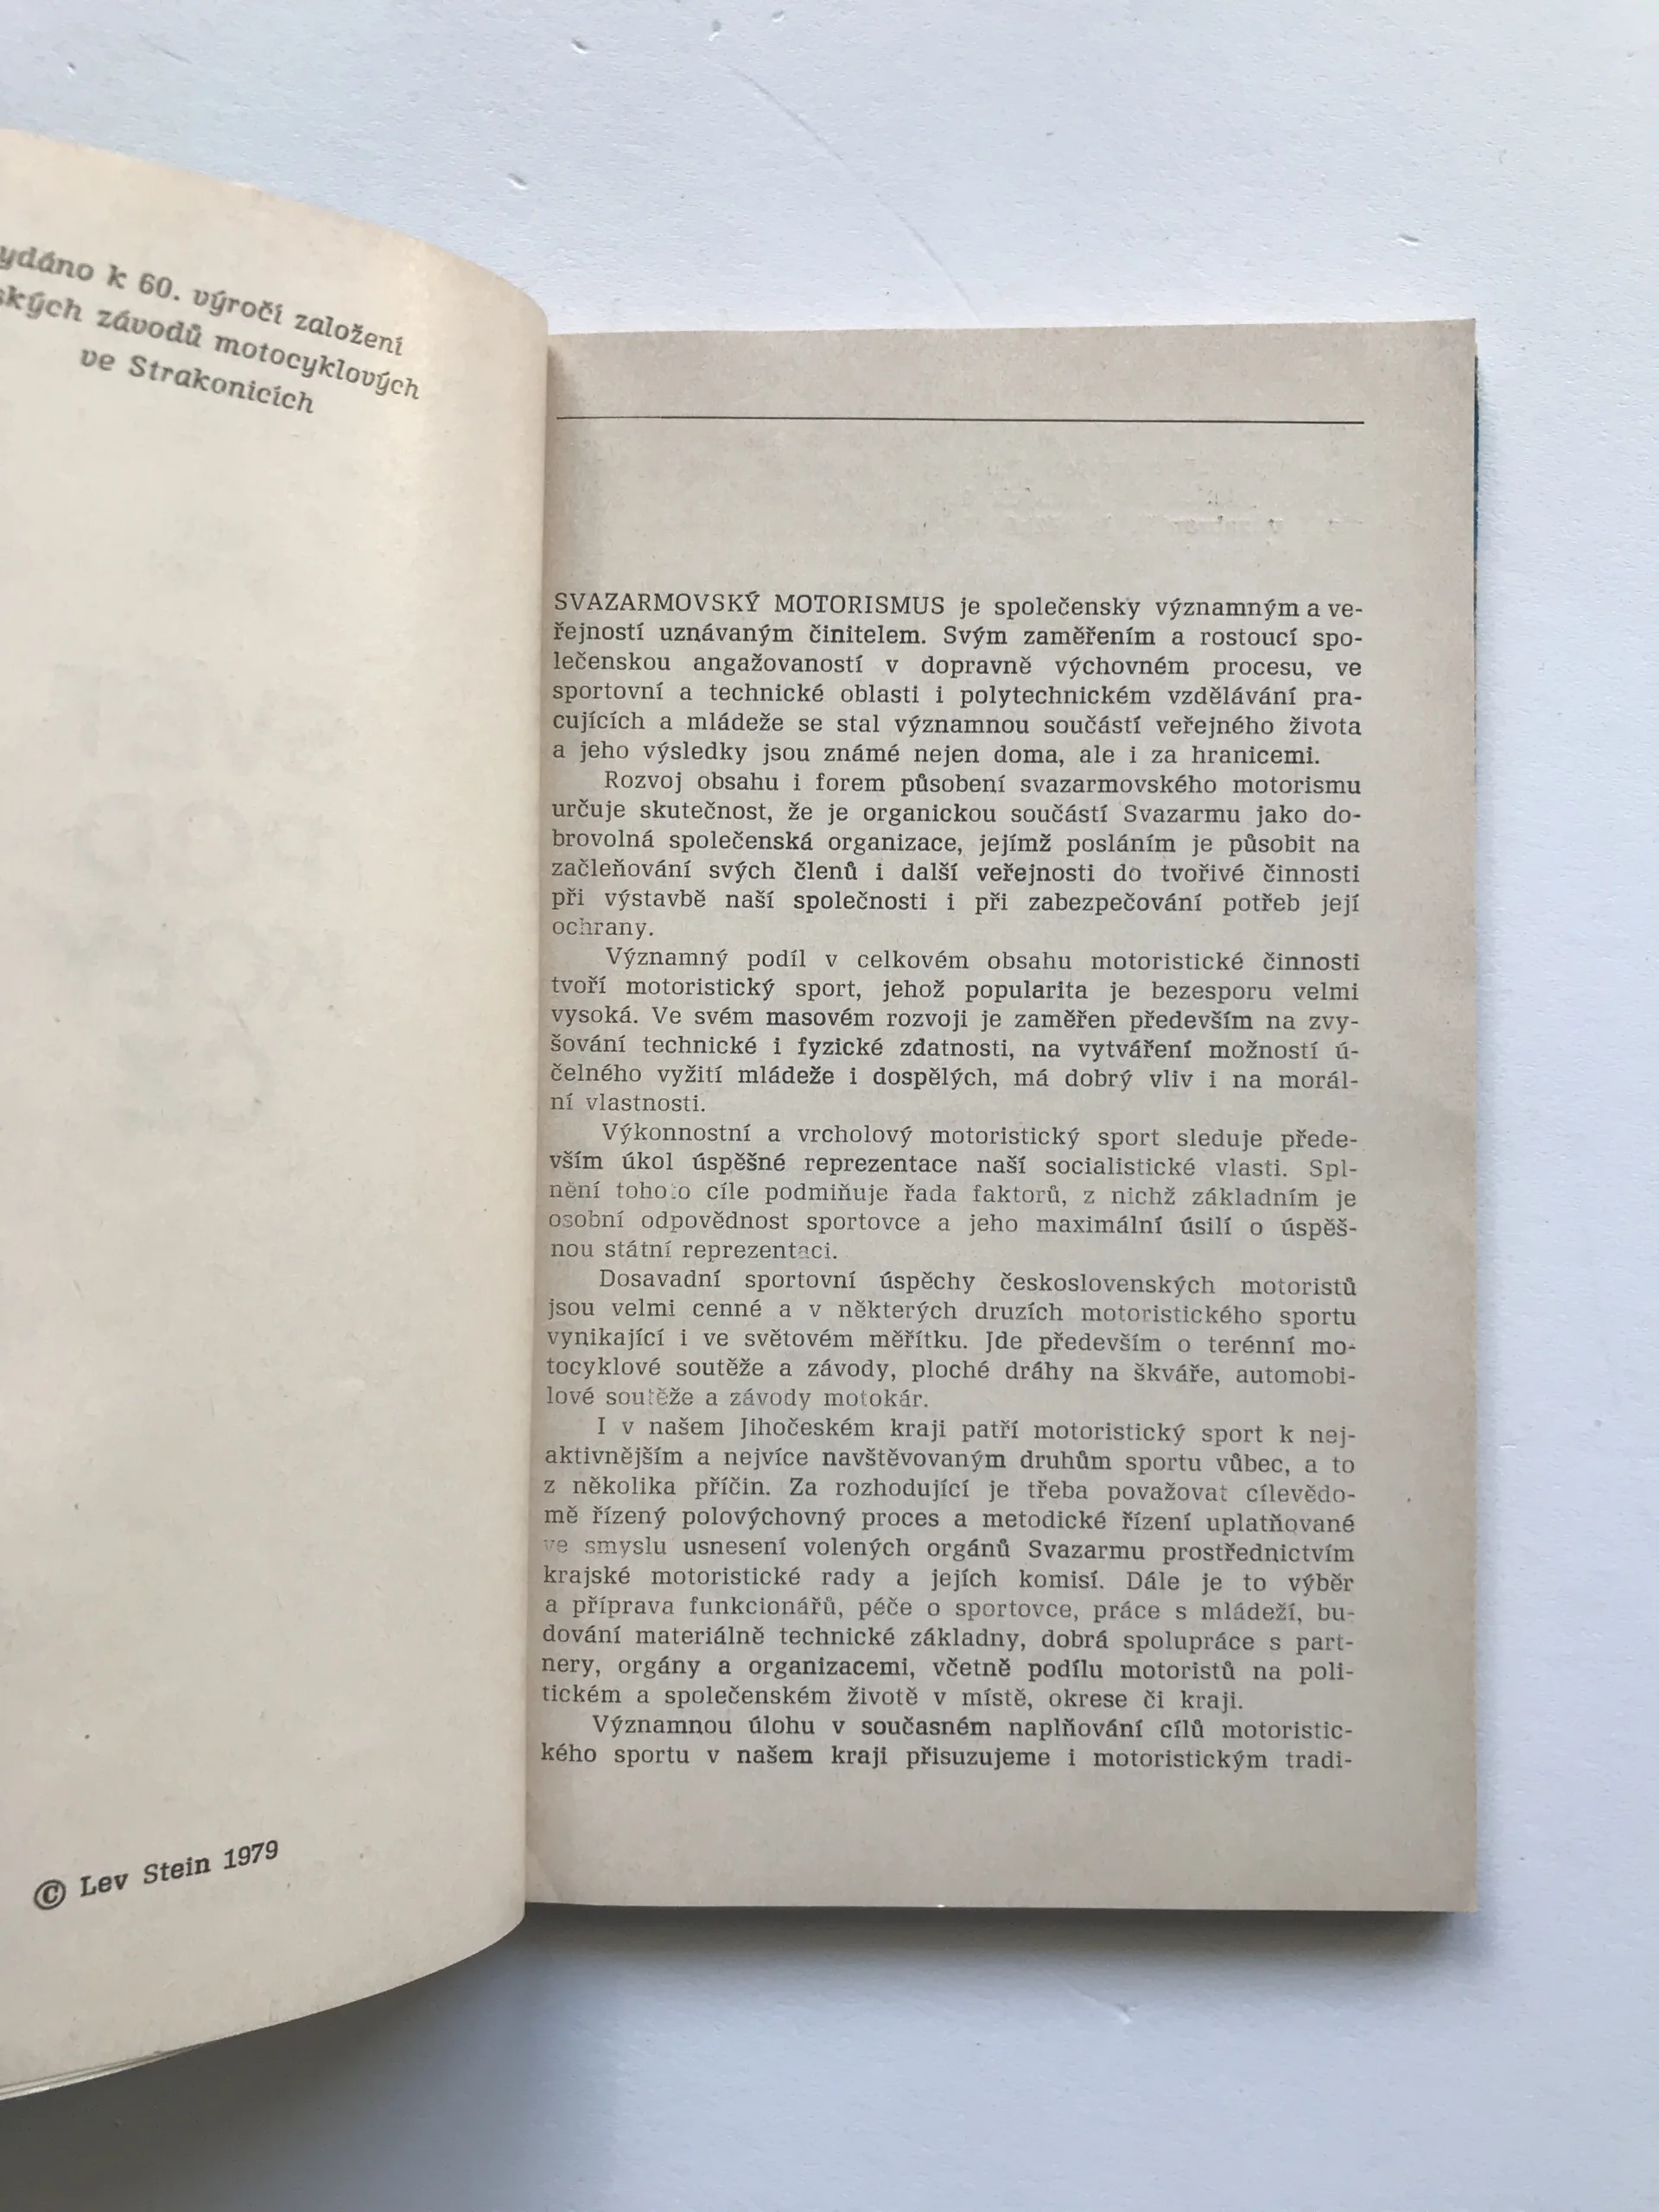 k 60. výročí založení
závodů motocyklových
ve Strakonicích
© Lev Stein 1979
SVAZARMOVSKÝ MOTORISMUS je společensky významným a ve-
řejností uznávaným činitelem. Svým zaměřením a rostoucí spo-
lečenskou angažovaností v dopravně výchovném procesu, ve
sportovní a technické oblasti i polytechnickém vzdělávání pra-
cujících a mládeže se stal významnou součástí veřejného života
a jeho výsledky jsou známé nejen doma, ale i za hranicemi.
Rozvoj obsahu i forem působení svazarmovského motorismu
určuje skutečnost, že je organickou součástí Svazarmu jako do-
brovolná společenská organizace, jejímž posláním je působit na
začleňování svých členů i další veřejnosti do tvořivé činnosti
při výstavbě naší společnosti i při zabezpečování potřeb její
ochrany.
Významný podíl v celkovém obsahu motoristické činnosti
tvoří motoristický sport, jehož popularita je bezesporu velmi
vysoká. Ve svém masovém rozvoji je zaměřen především na zvy-
šování technické i fyzické zdatnosti, na vytváření možností ú-
čelného vyžití mládeže i dospělých, má dobrý vliv i na morál-
ní vlastnosti.
Výkonnostní a vrcholový motoristický sport sleduje přede-
vším úkol úspěšné reprezentace naší socialistické vlasti. Spl-
nění tohoto cíle podmiňuje řada faktorů, z nichž základním je
osobní odpovědnost sportovce a jeho maximální úsilí o úspěš-
nou státní reprezentaci.
Dosavadní sportovní úspěchy československých motoristů
jsou velmi cenné a v některých druzích motoristického sportu
vynikající i ve světovém měřítku. Jde především o terénní mo-
tocyklové soutěže a závody, ploché dráhy na škváře, automobi-
lové soutěže a závody motokár.
I v našem Jihočeském kraji patří motoristický sport k nej-
aktivnějším a nejvíce navštěvovaným druhům sportu vůbec, a to
z několika příčin. Za rozhodující je třeba považovat cílevědo-
mě řízený polovýchovný proces a metodické řízení uplatňované
ve smyslu usnesení volených orgánů Svazarmu prostřednictvím
krajské motoristické rady a jejích komisí. Dále je to výběr
a příprava funkcionářů, péče o sportovce, práce s mládeží, bu-
dování materiálně technické základny, dobrá spolupráce s part-
nery, orgány a organizacemi, včetně podílu motoristů na poli-
tickém a společenském životě v místě, okrese či kraji.
Významnou úlohu v současném naplňování cílů motoristic-
kého sportu v našem kraji přisuzujeme i motoristickým tradi-